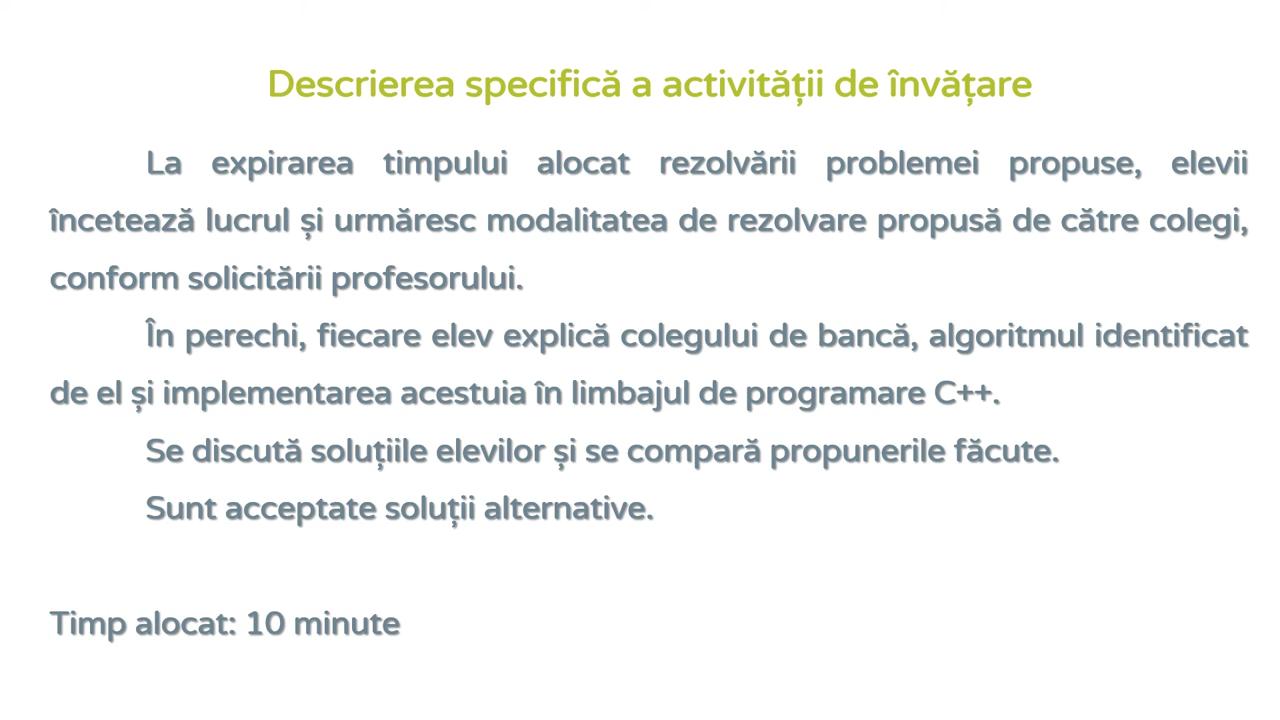 Descrierea specifică a activității de învățare
La expirarea timpului alocat rezolvării problemei propuse, elevii
încetează lucrul și urmăresc modalitatea de rezolvare propusă de către colegi,
conform solicitării profesorului.
În perechi, fiecare elev explică colegului de bancă, algoritmul identificat
de el și implementarea acestuia în limbajul de programare C++.
Se discută soluțiile elevilor și se compară propunerile făcute.
Sunt acceptate soluții alternative.
Timp alocat: 10 minute